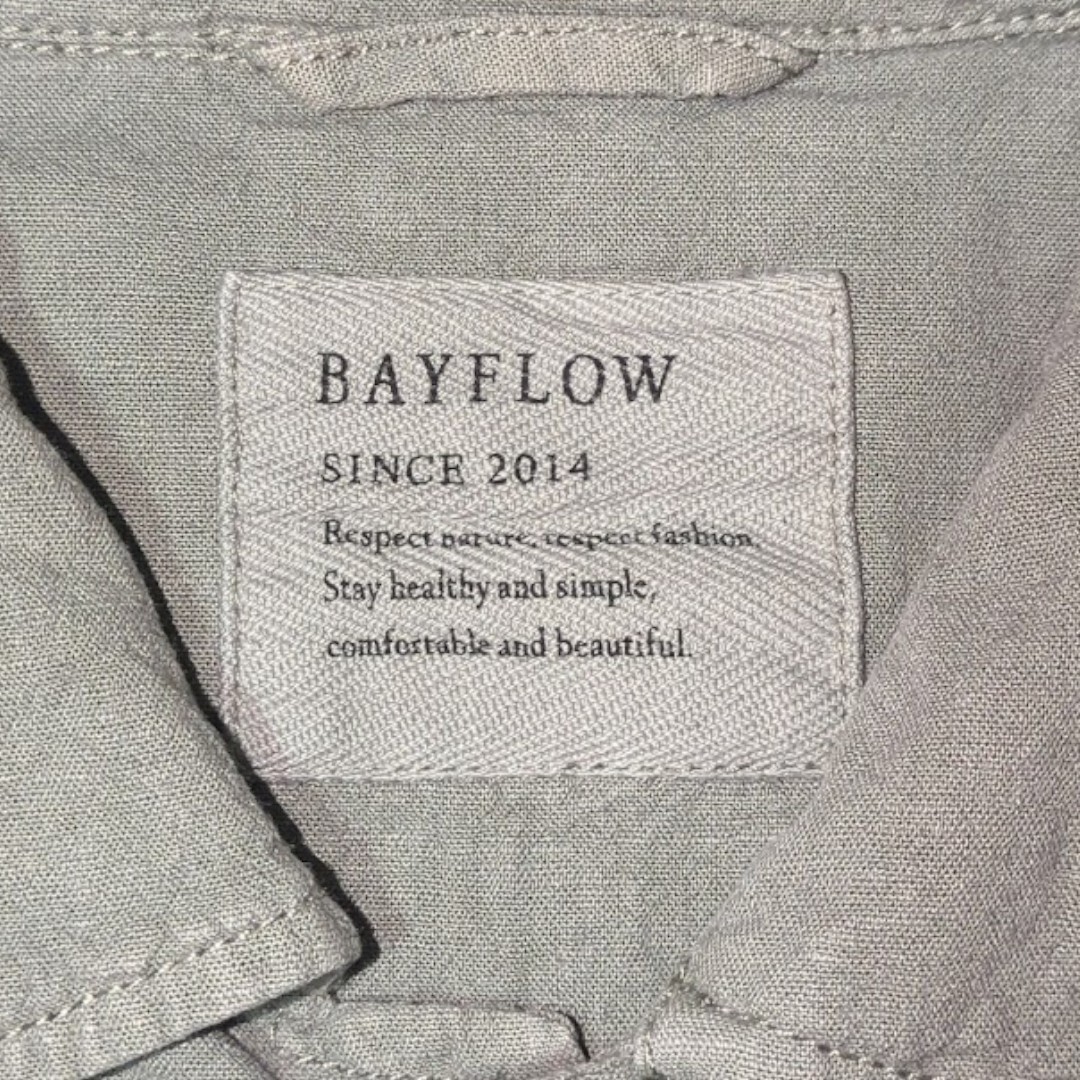 BAYFLOW
SINCE 2014
Respect nature, respect fashion.
Stay healthy and simple,
comfortable and beautiful.